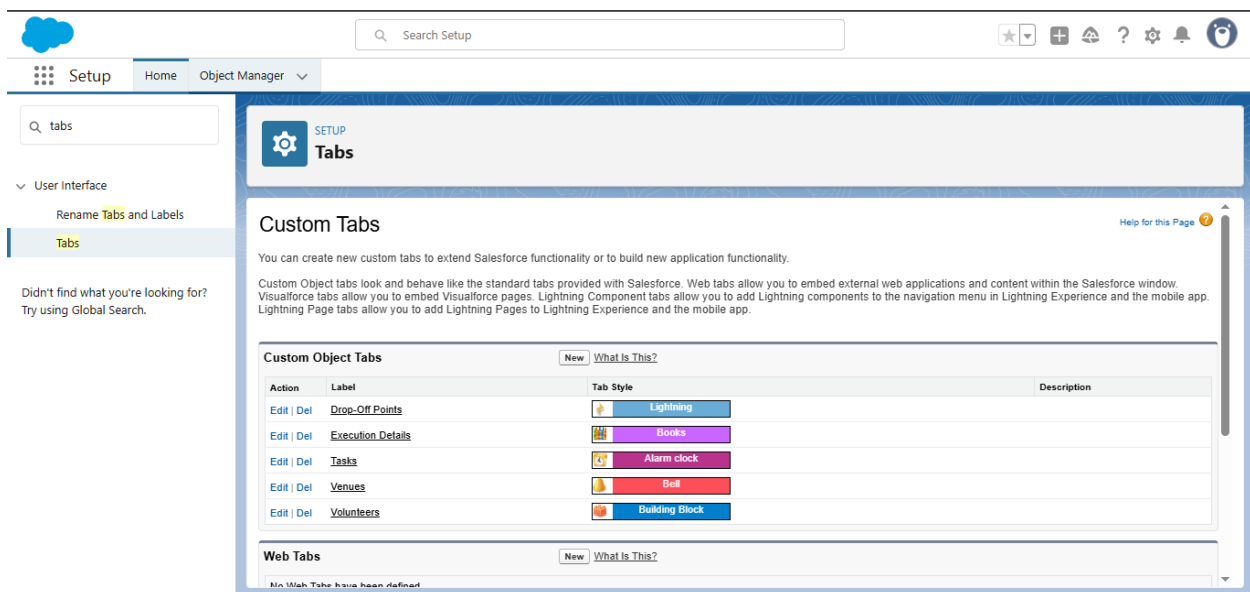 Search Setup
Setup
Home
Object Manager
tabs
User Interface
Rename Tabs and Labels
Tabs
Didn't find what you're looking for?
Try using Global Search.
SETUP
Tabs
Custom Tabs
Help for this Page
You can create new custom tabs to extend Salesforce functionality or to build new application functionality.
Custom Object tabs look and behave like the standard tabs provided with Salesforce. Web tabs allow you to embed external web applications and content within the Salesforce window.
Visualforce tabs allow you to embed Visualforce pages. Lightning Component tabs allow you to add Lightning components to the navigation menu in Lightning Experience and the mobile app.
Lightning Page tabs allow you to add Lightning Pages to Lightning Experience and the mobile app.
Custom Object Tabs New What Is This?
Action Label Tab Style Description
Edit | Del Drop-Off Points Lightning
Edit | Del Execution Details Books
Edit | Del Tasks Alarm clock
Edit | Del Venues Bell
Edit | Del Volunteers Building Block
Web Tabs New What Is This?
No Web Tabs have been defined